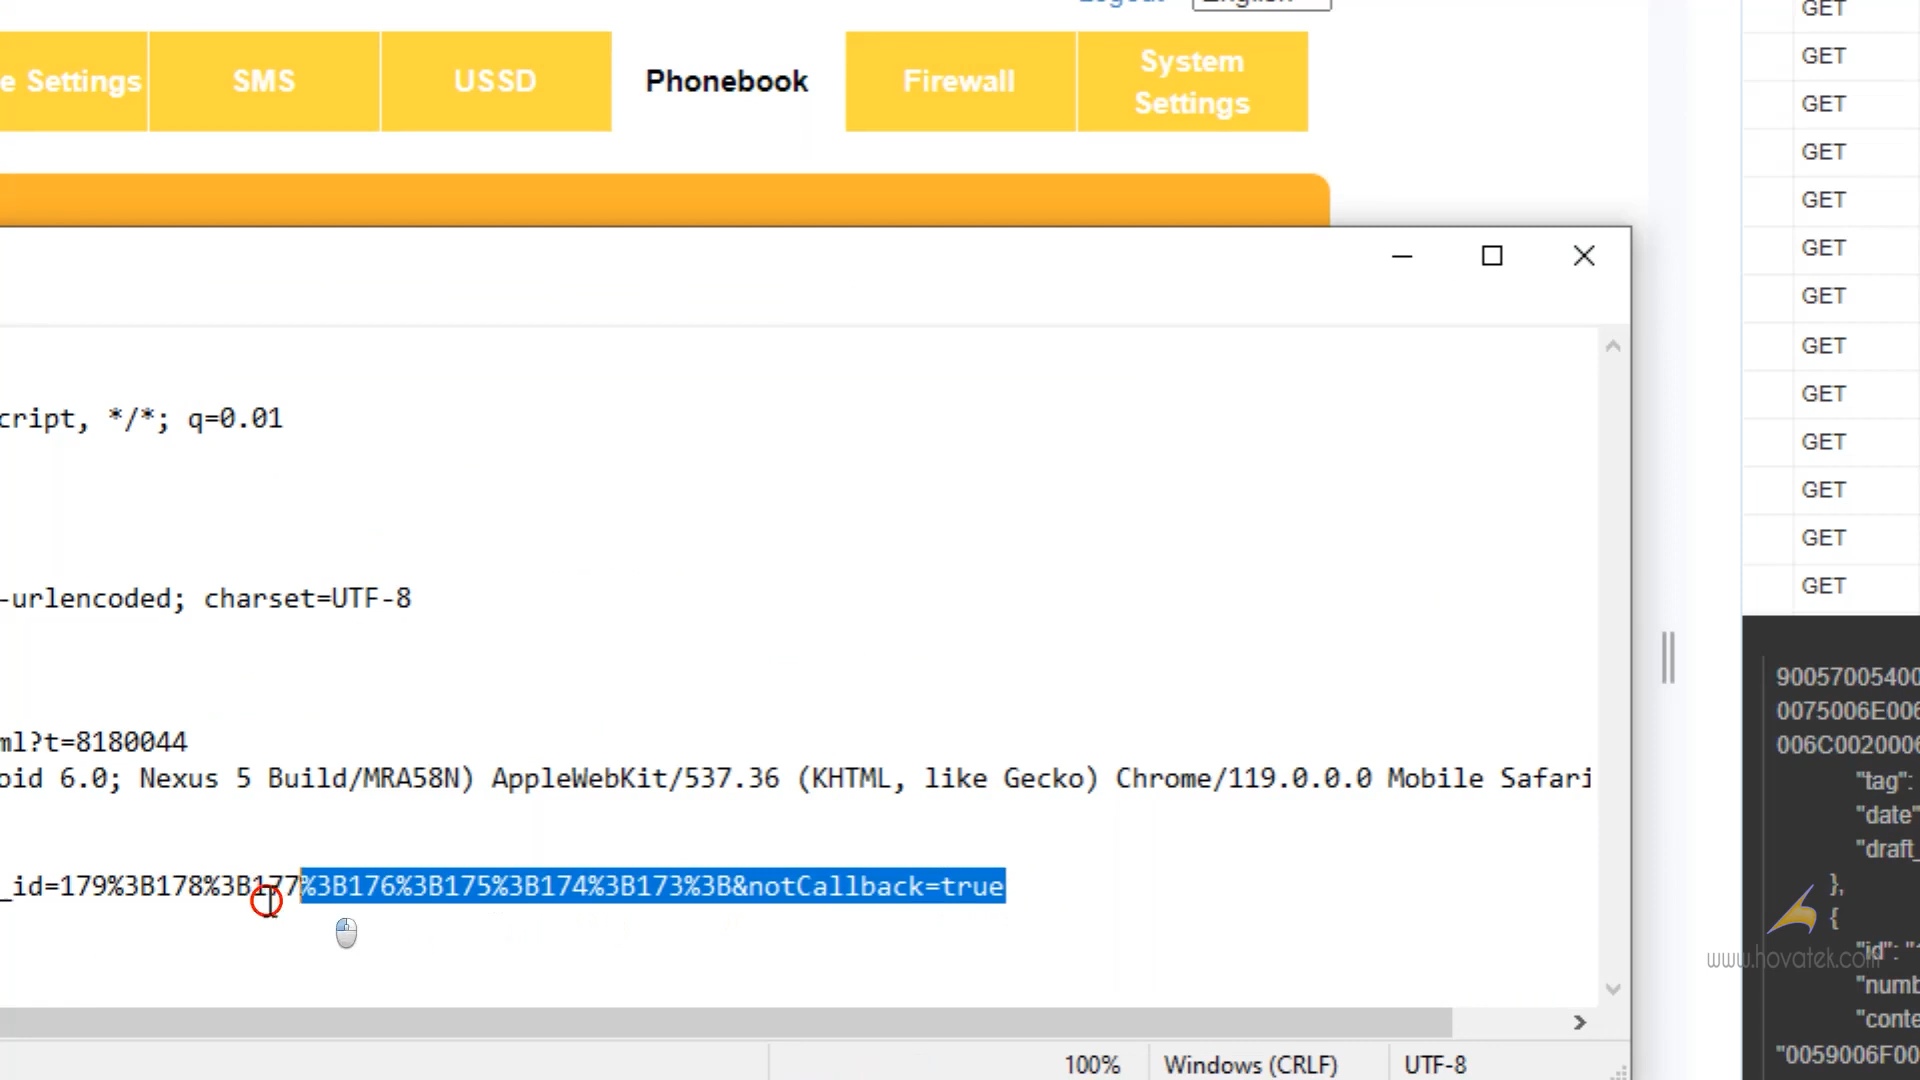 e Settings
SMS
USSD
Phonebook
Firewall
System
Settings
cript, */*; q=0.01
-urlencoded; charset=UTF-8
ml?t=8180044
oid 6.0; Nexus 5 Build/MRA58N) AppleWebKit/537.36 (KHTML, like Gecko) Chrome/119.0.0.0 Mobile Safari
_id=179%3B178%3B177%3B176%3B175%3B174%3B173%3B&notCallback=true
100%
Windows (CRLF)
UTF-8
GET
GET
GET
GET
GET
GET
GET
GET
GET
GET
GET
GET
GET
90057005400
0075006E006
006C0020006
"tag":
"date"
"draft_
},
{
"id": "
"numb
"conte
"0059006F00
www.hovatek.com